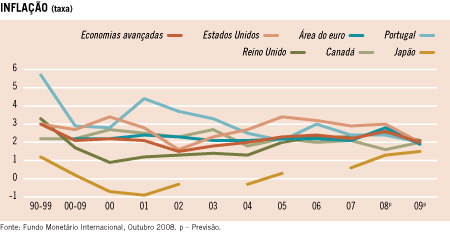 INFLAÇÃO (taxa)
Economias avançadas Estados Unidos Área do euro Portugal
Reino Unido Canadá Japão
6
5
4
3
2
1
0
-1
90-99 00-09 00 01 02 03 04 05 06 07 08ᵖ 09ᵖ
Fonte: Fundo Monetário Internacional, Outubro 2008. p – Previsão.